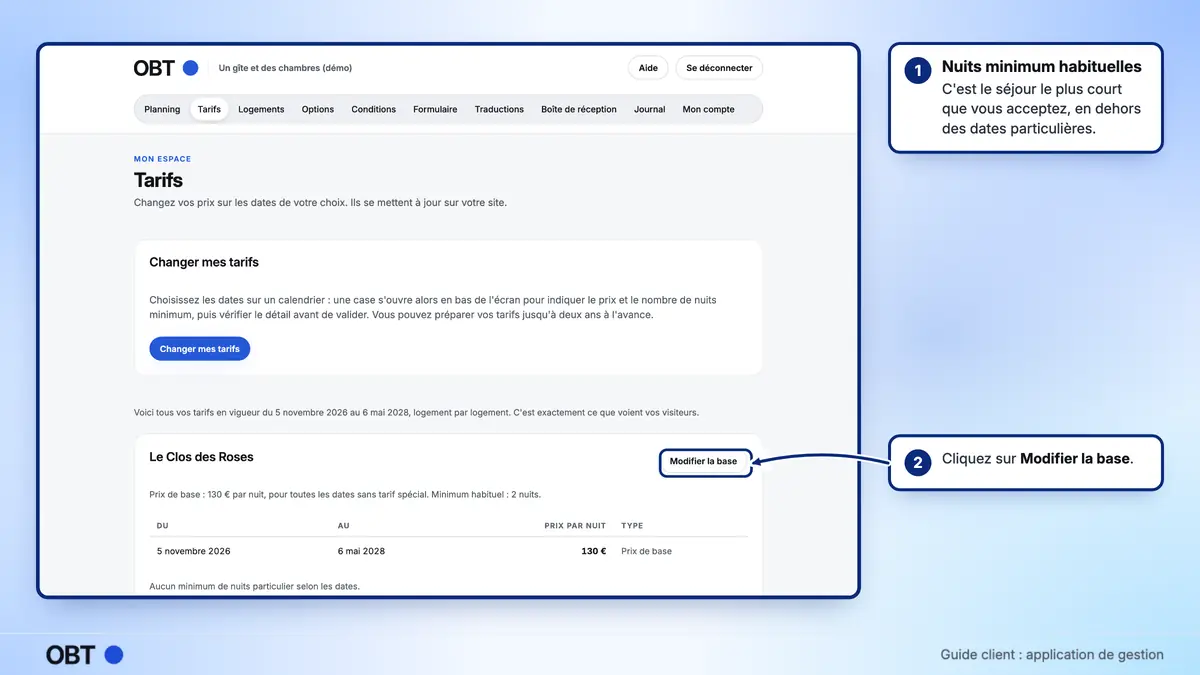 OBT
Un gîte et des chambres (démo)
Aide
Se déconnecter
Planning
Tarifs
Logements
Options
Conditions
Formulaire
Traductions
Boîte de réception
Journal
Mon compte
MON ESPACE
Tarifs
Changez vos prix sur les dates de votre choix. Ils se mettent à jour sur votre site.
Changer mes tarifs
Choisissez les dates sur un calendrier : une case s'ouvre alors en bas de l'écran pour indiquer le prix et le nombre de nuits
minimum, puis vérifier le détail avant de valider. Vous pouvez préparer vos tarifs jusqu'à deux ans à l'avance.
Changer mes tarifs
Voici tous vos tarifs en vigueur du 5 novembre 2026 au 6 mai 2028, logement par logement. C'est exactement ce que voient vos visiteurs.
Le Clos des Roses
Modifier la base
Prix de base : 130 € par nuit, pour toutes les dates sans tarif spécial. Minimum habituel : 2 nuits.
DU AU PRIX PAR NUIT TYPE
5 novembre 2026 6 mai 2028 130 € Prix de base
Aucun minimum de nuits particulier selon les dates.
1 Nuits minimum habituelles
C'est le séjour le plus court
que vous acceptez, en dehors
des dates particulières.
2 Cliquez sur Modifier la base.
OBT
Guide client : application de gestion